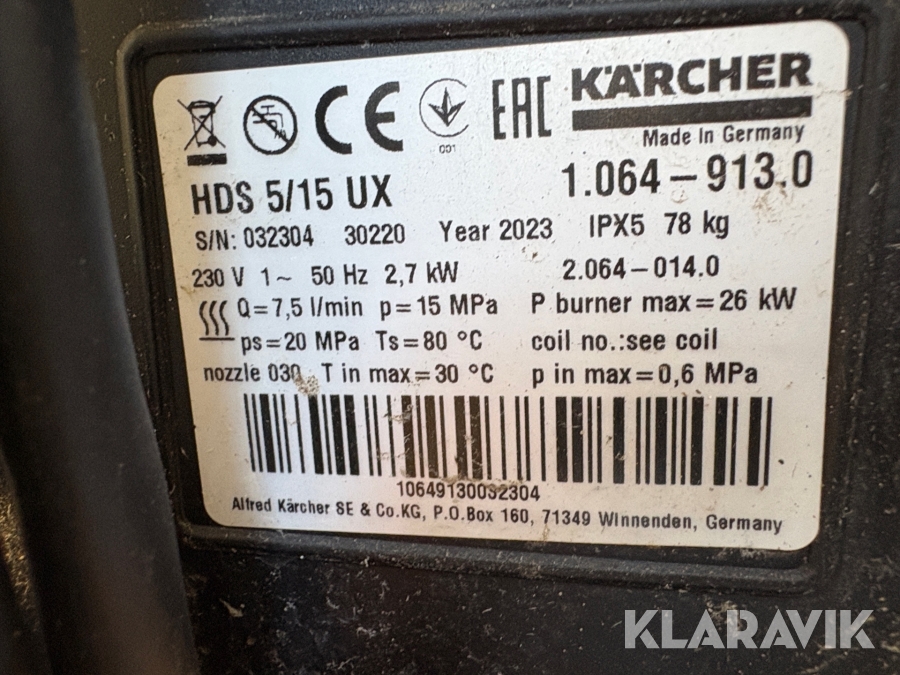 KÄRCHER
Made In Germany
CE
001
EAC
HDS 5/15 UX 1.064-913.0
S/N: 032304 30220 Year 2023 IPX5 78 kg
230 V 1~ 50 Hz 2,7 kW 2.064-014.0
Q=7,5 l/min p=15 MPa P burner max=26 kW
ps=20 MPa Ts=80 °C coil no.:see coil
nozzle 030 T in max=30 °C p in max=0,6 MPa
10649130032304
Alfred Kärcher SE & Co.KG, P.O.Box 160, 71349 Winnenden, Germany
KLARAVIK